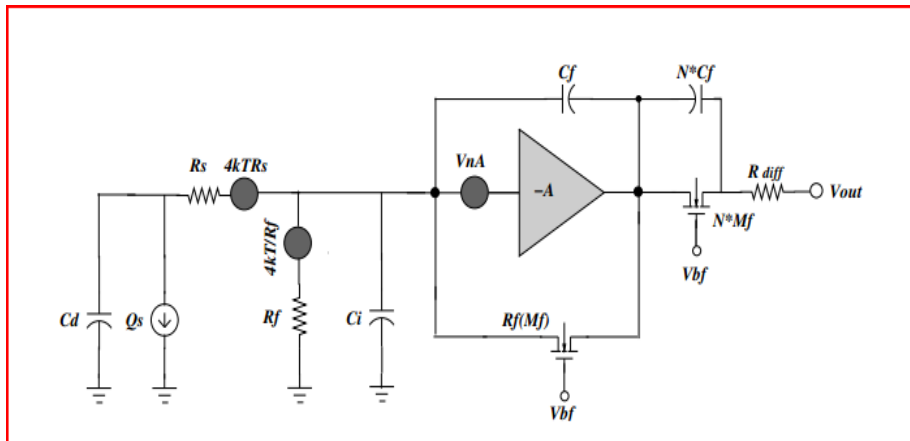 Cf
N*Cf
Rs
4kTRs
VnA
R diff
-A
Vout
N*Mf
4kT/Rf
Vbf
Cd
Qs
Rf
Ci
Rf(Mf)
Vbf